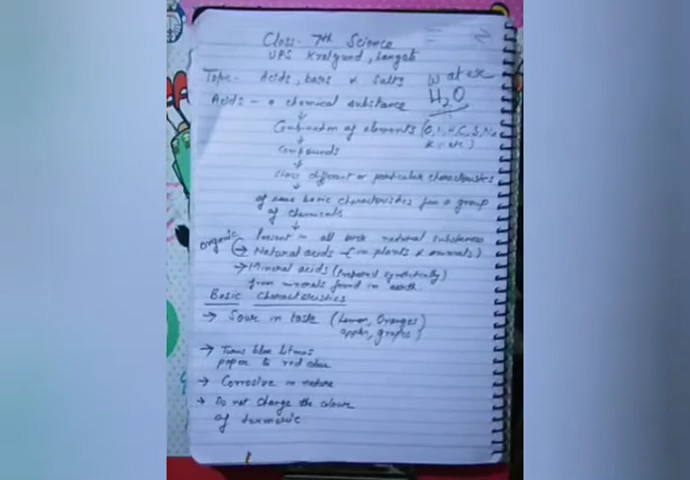 Class- 7th Science
UPS Kralgund, Langate
Topic- Acids, bases & Salts
Water
H2O
Acids - a chemical substance
Combination of elements (O, N, H, C, S, Na
K etc)
Compounds
different or particular characteristics
of same basic characteristics form a group
of chemicals
Present in all over natural substances
organic
→ Natural acids - (in plants & animals)
→ Mineral acids (Prepared synthetically)
from minerals found in earth
Basic Characteristics
→ Sour in taste (Lemon, Oranges,
apples, grapes)
→ Turns blue litmus
paper to red colour
→ Corrosive in nature
→ Do not change the colour
of turmeric